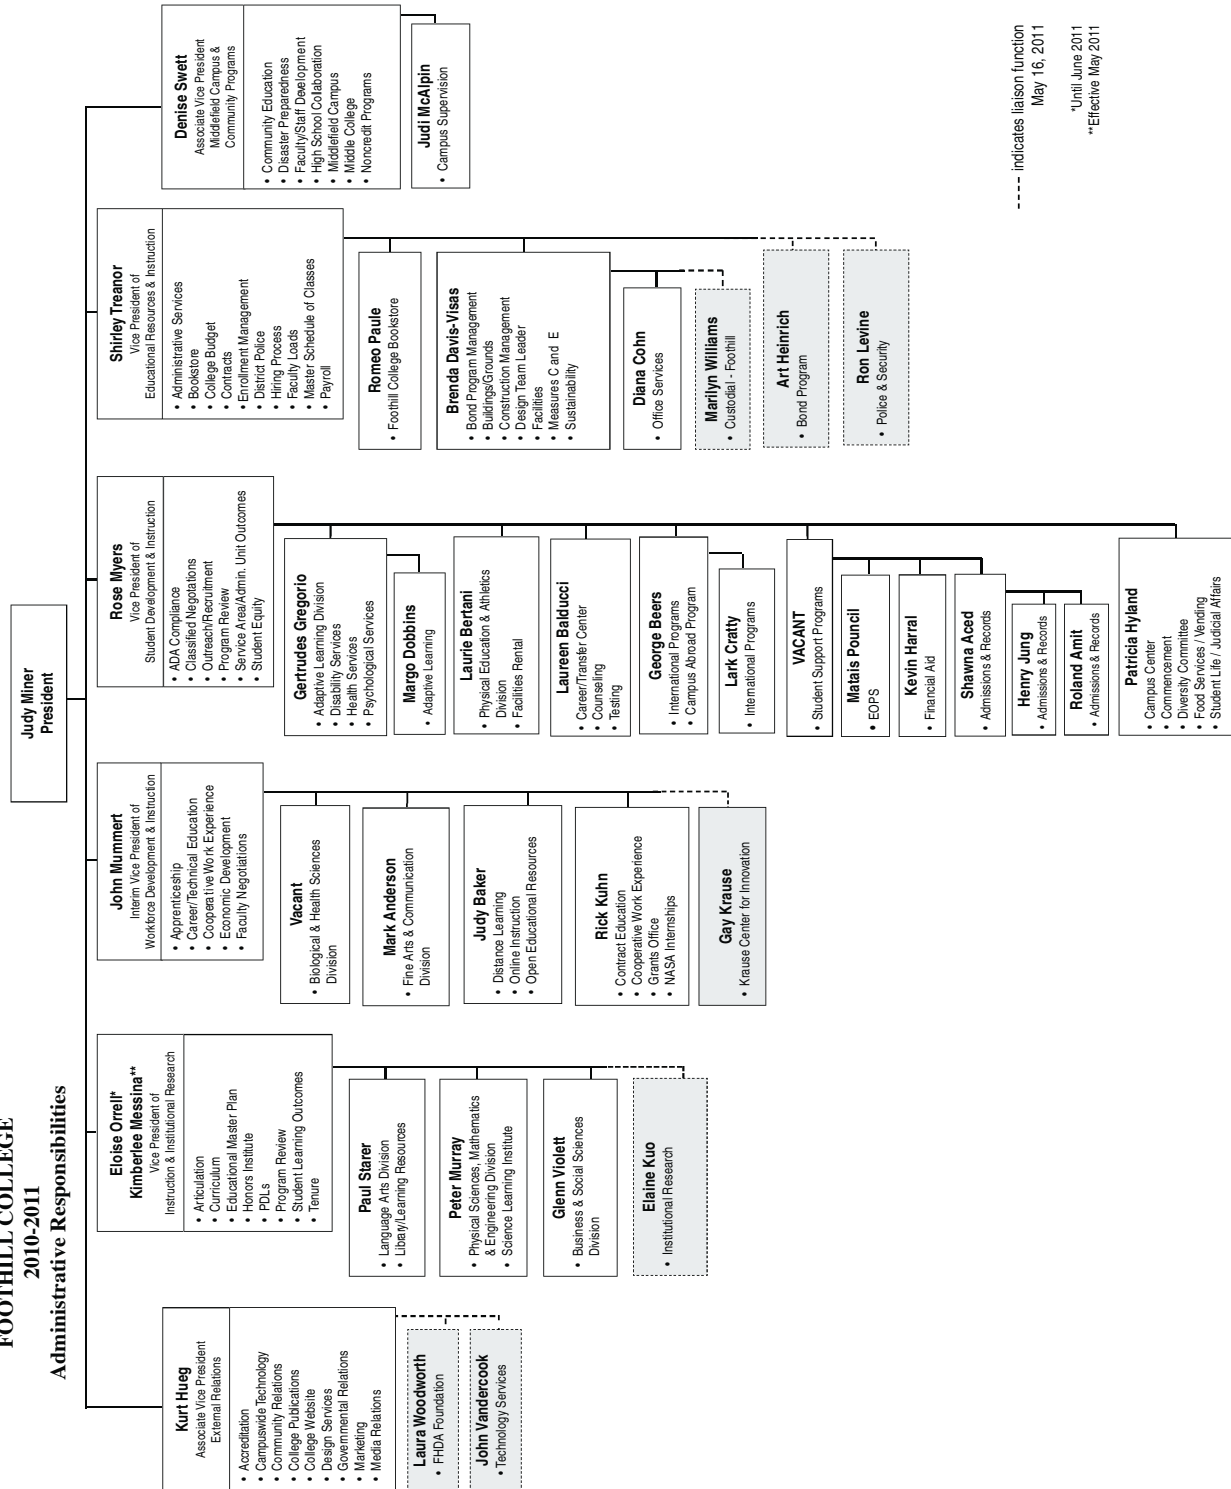 FOOTHILL COLLEGE
2010-2011
Administrative Responsibilities
Judy Miner
President
Kurt Hueg
Associate Vice President
External Relations
• Accreditation
• Campuswide Technology
• Community Relations
• College Publications
• College Website
• Design Services
• Governmental Relations
• Marketing
• Media Relations
Laura Woodworth
• FHDA Foundation
John Vandercook
• Technology Services
Eloise Orrell*
Kimberlee Messina**
Vice President of
Instruction & Institutional Research
• Articulation
• Curriculum
• Educational Master Plan
• Honors Institute
• PDLs
• Program Review
• Student Learning Outcomes
• Tenure
Paul Starer
• Language Arts Division
• Library/Learning Resources
Peter Murray
• Physical Sciences, Mathematics
& Engineering Division
• Science Learning Institute
Glenn Violett
• Business & Social Sciences
Division
Elaine Kuo
• Institutional Research
John Mummert
Interim Vice President of
Workforce Development & Instruction
• Apprenticeship
• Career/Technical Education
• Cooperative Work Experience
• Economic Development
• Faculty Negotiations
Vacant
• Biological & Health Sciences
Division
Mark Anderson
• Fine Arts & Communication
Division
Judy Baker
• Distance Learning
• Online Instruction
• Open Educational Resources
Rick Kuhn
• Contract Education
• Cooperative Work Experience
• Grants Office
• NASA Internships
Gay Krause
• Krause Center for Innovation
Rose Myers
Vice President of
Student Development & Instruction
• ADA Compliance
• Classified Negotations
• Outreach/Recruitment
• Program Review
• Service Area/Admin. Unit Outcomes
• Student Equity
Gertrudes Gregorio
• Adaptive Learning Division
• Disability Services
• Health Services
• Psychological Services
Margo Dobbins
• Adaptive Learning
Laurie Bertani
• Physical Education & Athletics
Division
• Facilities Rental
Laureen Balducci
• Career/Transfer Center
• Counseling
• Testing
George Beers
• International Programs
• Campus Abroad Program
Lark Cratty
• International Programs
VACANT
• Student Support Programs
Matais Pouncil
• EOPS
Kevin Harral
• Financial Aid
Shawna Aced
• Admissions & Records
Henry Jung
• Admissions & Records
Roland Amit
• Admissions & Records
Patricia Hyland
• Campus Center
• Commencement
• Diversity Committee
• Food Services / Vending
• Student Life / Judicial Affairs
Shirley Treanor
Vice President of
Educational Resources & Instruction
• Administrative Services
• Bookstore
• College Budget
• Contracts
• Enrollment Management
• District Police
• Hiring Process
• Faculty Loads
• Master Schedule of Classes
• Payroll
Romeo Paule
• Foothill College Bookstore
Brenda Davis-Visas
• Bond Program Management
• Buildings/Grounds
• Construction Management
• Design Team Leader
• Facilities
• Measures C and E
• Sustainability
Diana Cohn
• Office Services
Marilyn Williams
• Custodial - Foothill
Art Heinrich
• Bond Program
Ron Levine
• Police & Security
Denise Swett
Associate Vice President
Middlefield Campus &
Community Programs
• Community Education
• Disaster Preparedness
• Faculty/Staff Development
• High School Collaboration
• Middlefield Campus
• Middle College
• Noncredit Programs
Judi McAlpin
• Campus Supervision
---- indicates liaison function
May 16, 2011
*Until June 2011
**Effective May 2011